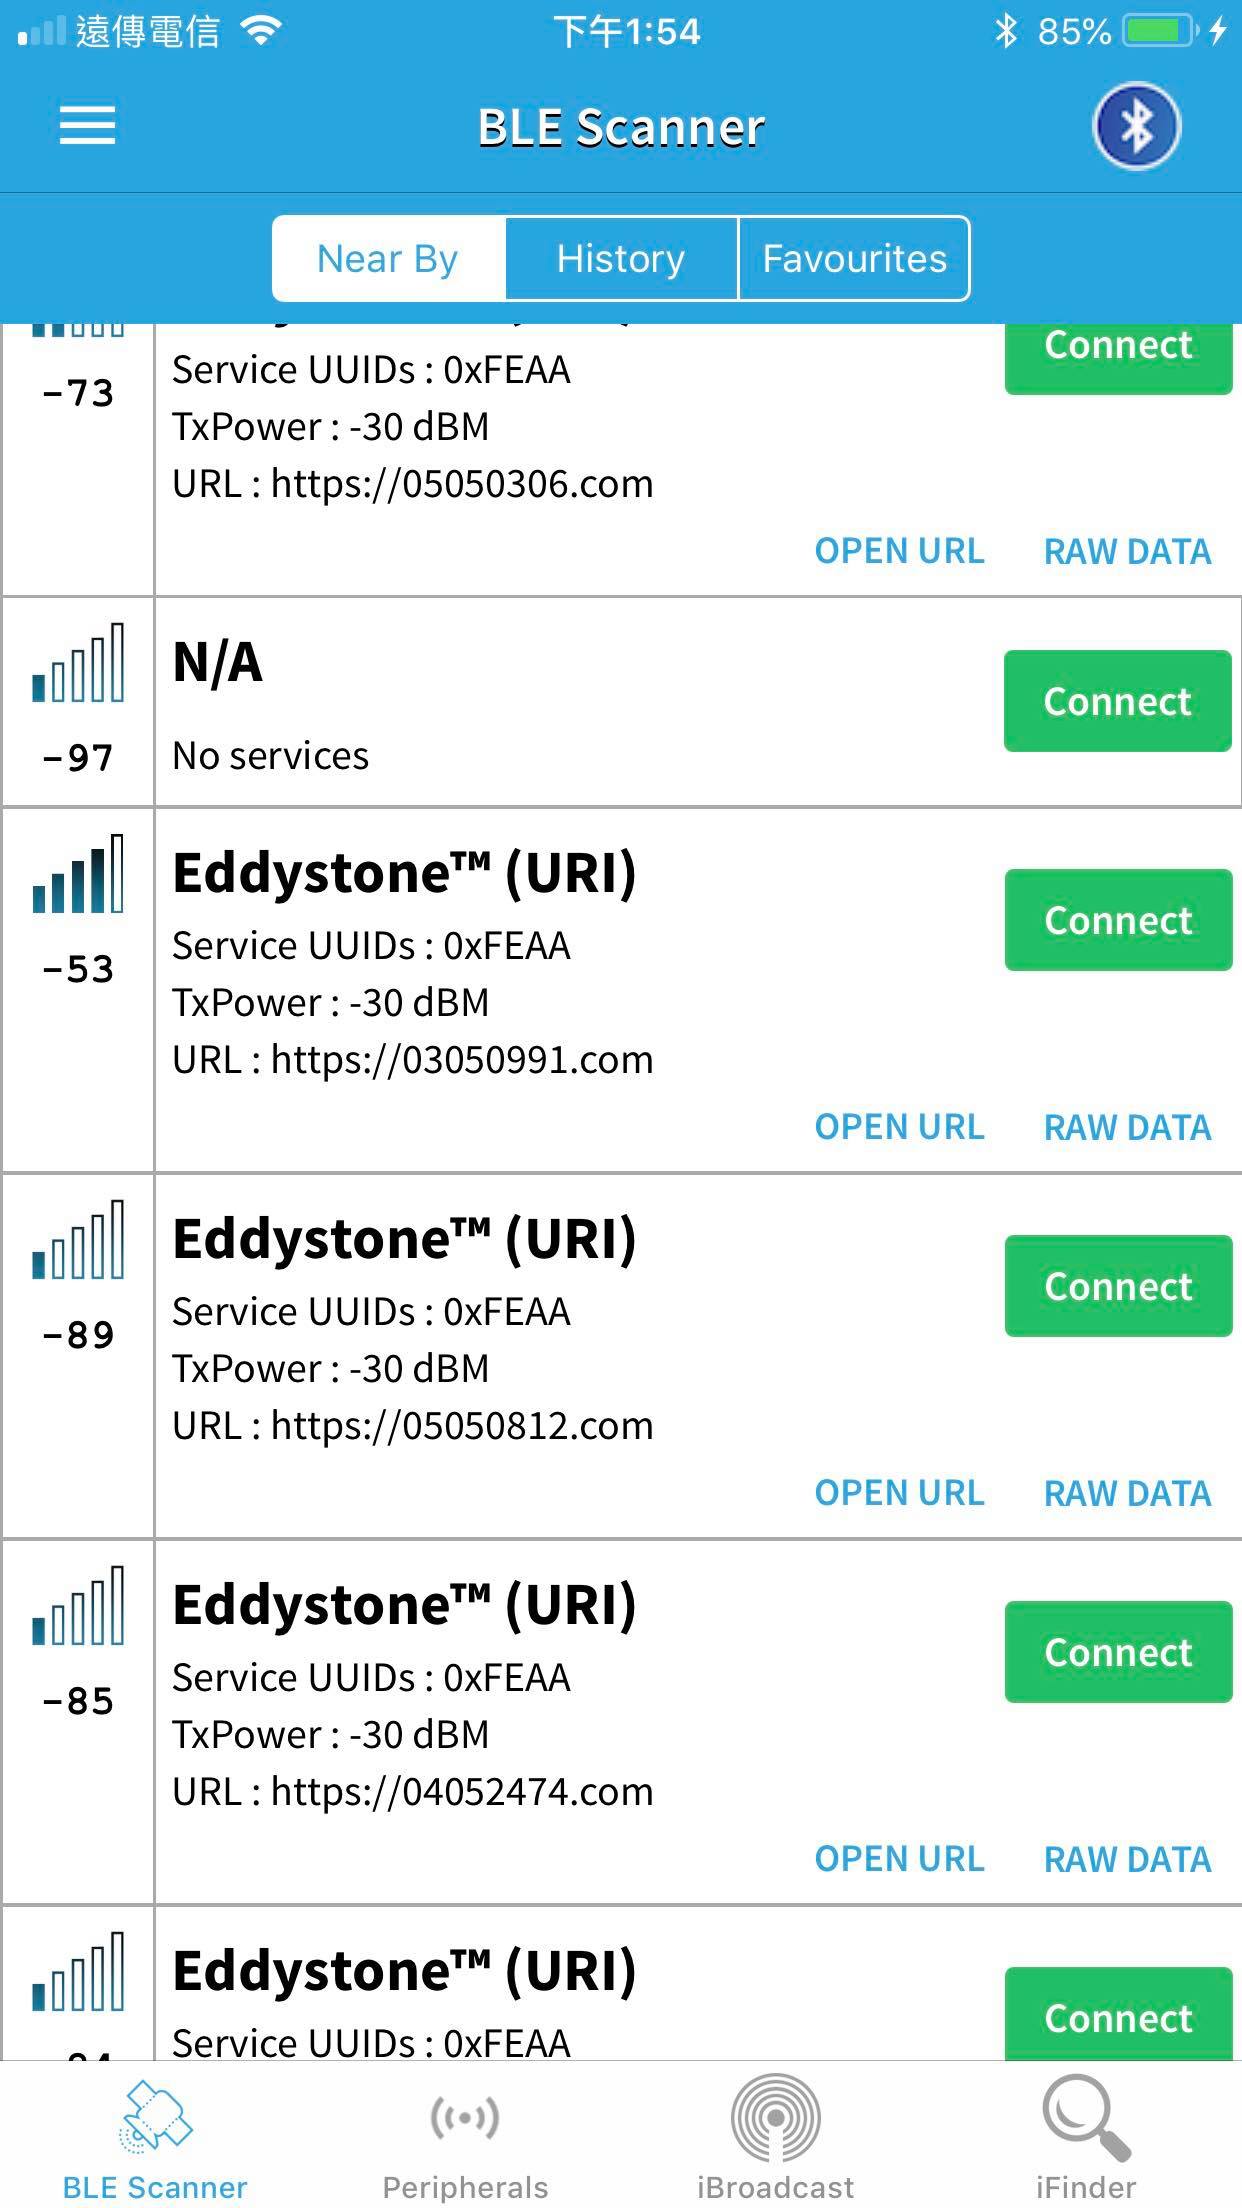 遠傳電信
下午1:54
85%
BLE Scanner
Near By
History
Favourites
-73
Service UUIDs : 0xFEAA
TxPower : -30 dBM
URL : https://05050306.com
Connect
OPEN URL
RAW DATA
-97
N/A
No services
Connect
-53
Eddystone™ (URI)
Service UUIDs : 0xFEAA
TxPower : -30 dBM
URL : https://03050991.com
Connect
OPEN URL
RAW DATA
-89
Eddystone™ (URI)
Service UUIDs : 0xFEAA
TxPower : -30 dBM
URL : https://05050812.com
Connect
OPEN URL
RAW DATA
-85
Eddystone™ (URI)
Service UUIDs : 0xFEAA
TxPower : -30 dBM
URL : https://04052474.com
Connect
OPEN URL
RAW DATA
Eddystone™ (URI)
Service UUIDs : 0xFEAA
Connect
BLE Scanner
Peripherals
iBroadcast
iFinder